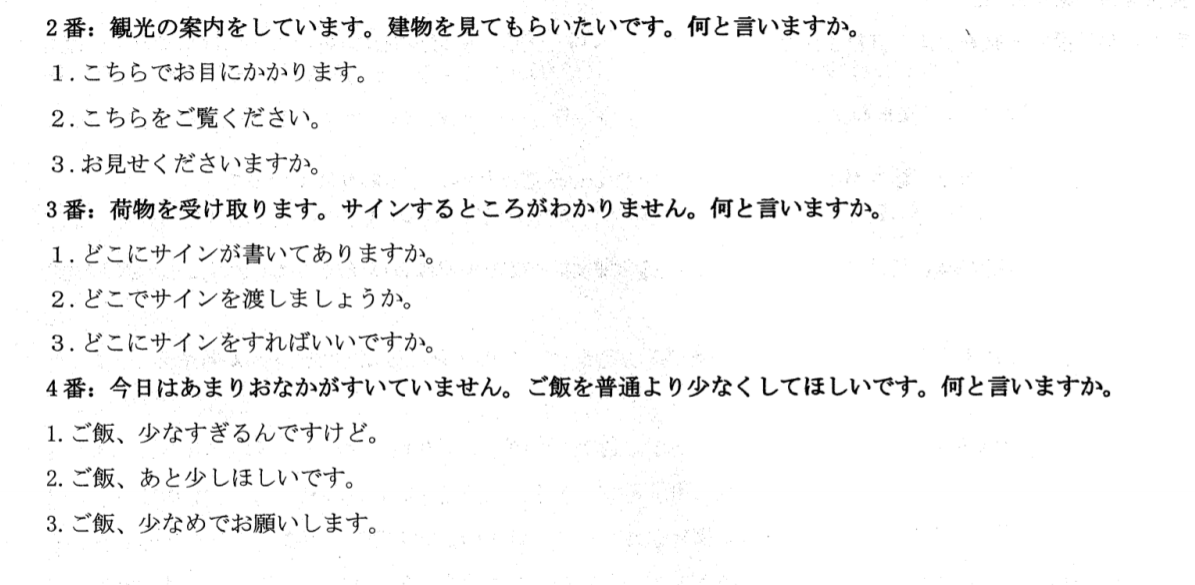 2番：観光の案内をしています。建物を見てもらいたいです。何と言いますか。
1．こちらでお目にかかります。
2．こちらをご覧ください。
3．お見せくださいますか。
3番：荷物を受け取ります。サインするところがわかりません。何と言いますか。
1．どこにサインが書いてありますか。
2．どこでサインを渡しましょうか。
3．どこにサインをすればいいですか。
4番：今日はあまりおなかがすいていません。ご飯を普通より少なくしてほしいです。何と言いますか。
1. ご飯、少なすぎるんですけど。
2. ご飯、あと少しほしいです。
3. ご飯、少なめでお願いします。